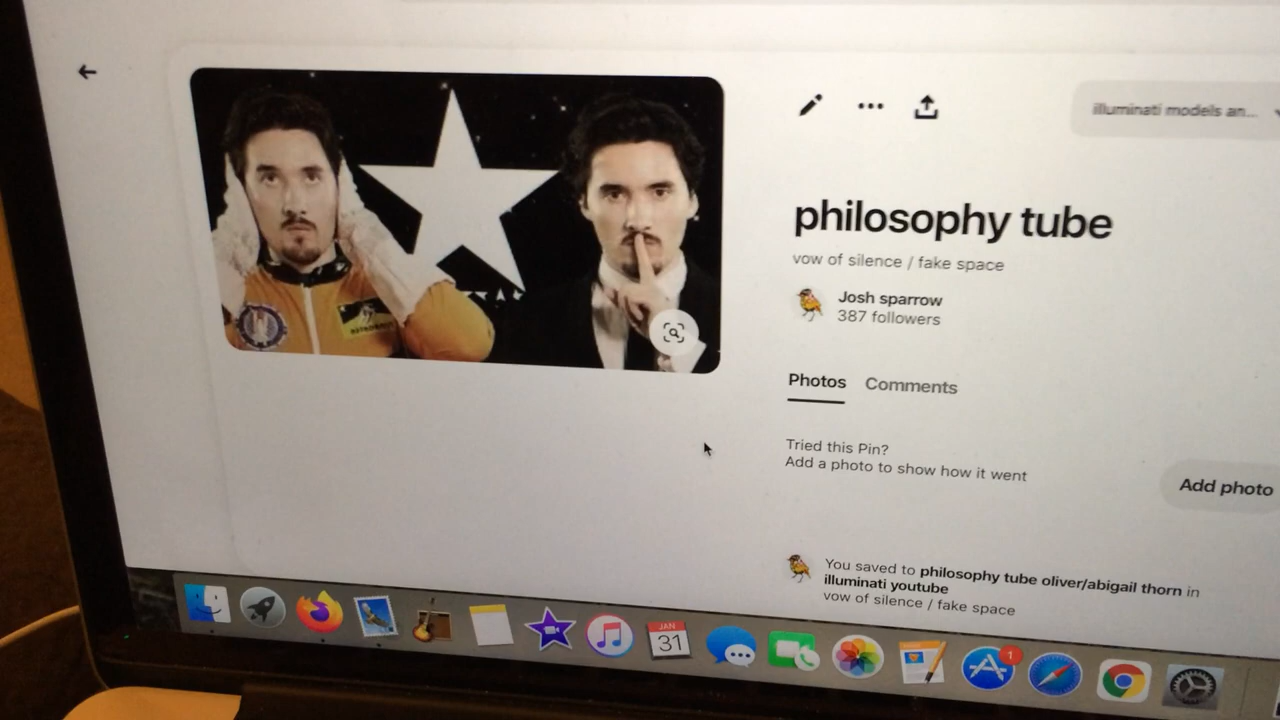 illuminati models an...
philosophy tube
vow of silence / fake space
Josh sparrow
387 followers
Photos
Comments
Tried this Pin?
Add a photo to show how it went
Add photo
You saved to philosophy tube oliver/abigail thorn in
illuminati youtube
vow of silence / fake space
JAN
31
1